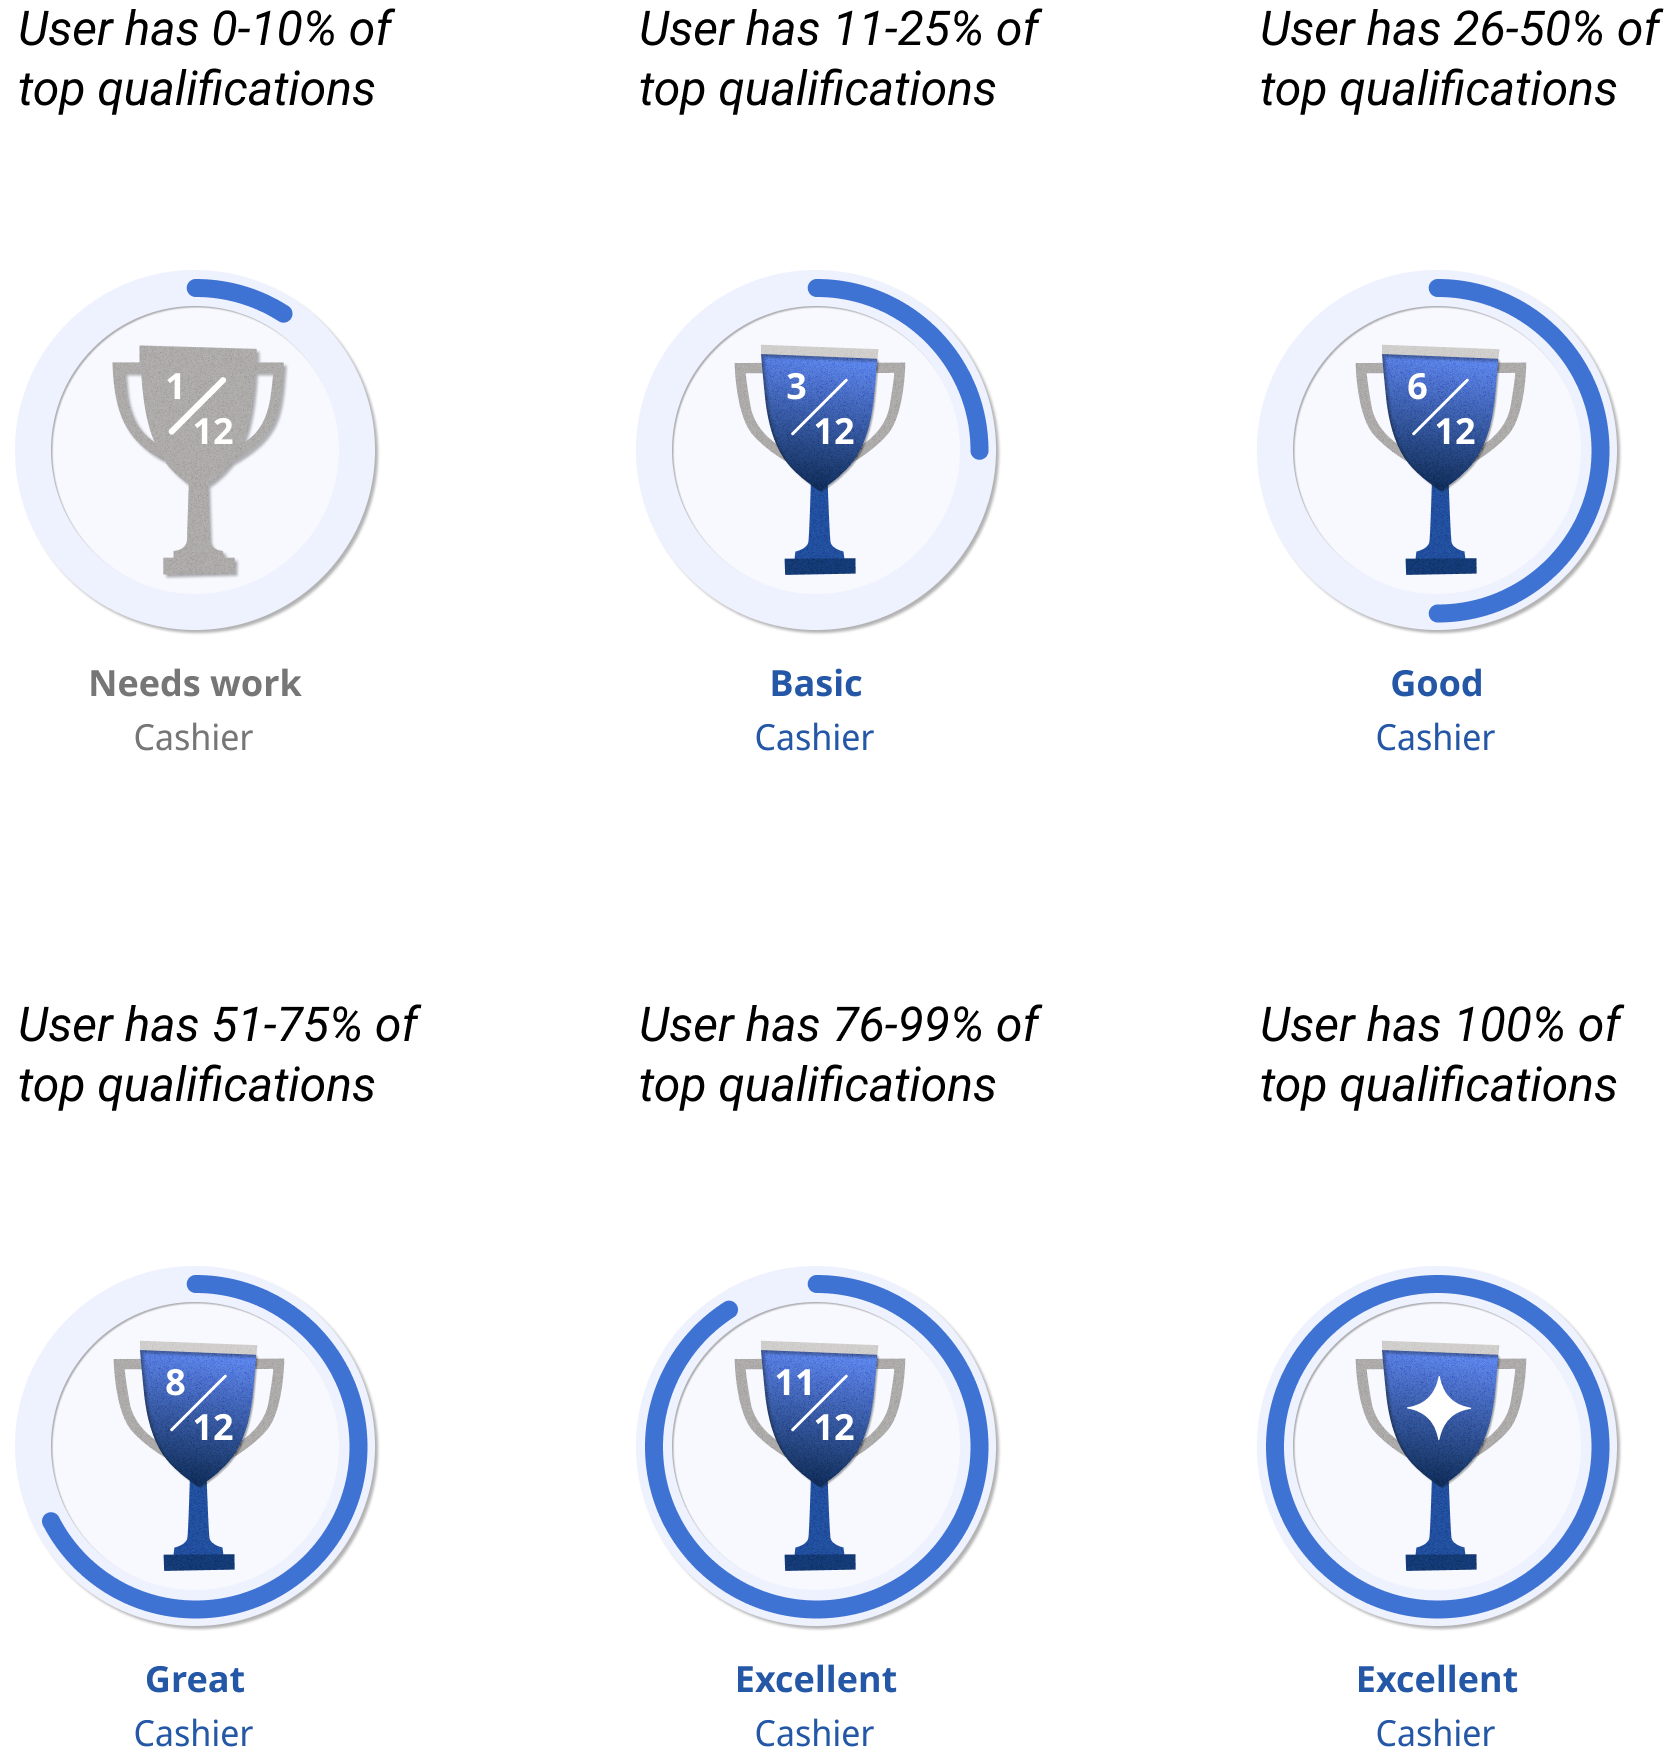 User has 0-10% of
top qualifications
User has 11-25% of
top qualifications
User has 26-50% of
top qualifications
1
12
3
12
6
12
Needs work
Cashier
Basic
Cashier
Good
Cashier
User has 51-75% of
top qualifications
User has 76-99% of
top qualifications
User has 100% of
top qualifications
8
12
11
12
Great
Cashier
Excellent
Cashier
Excellent
Cashier